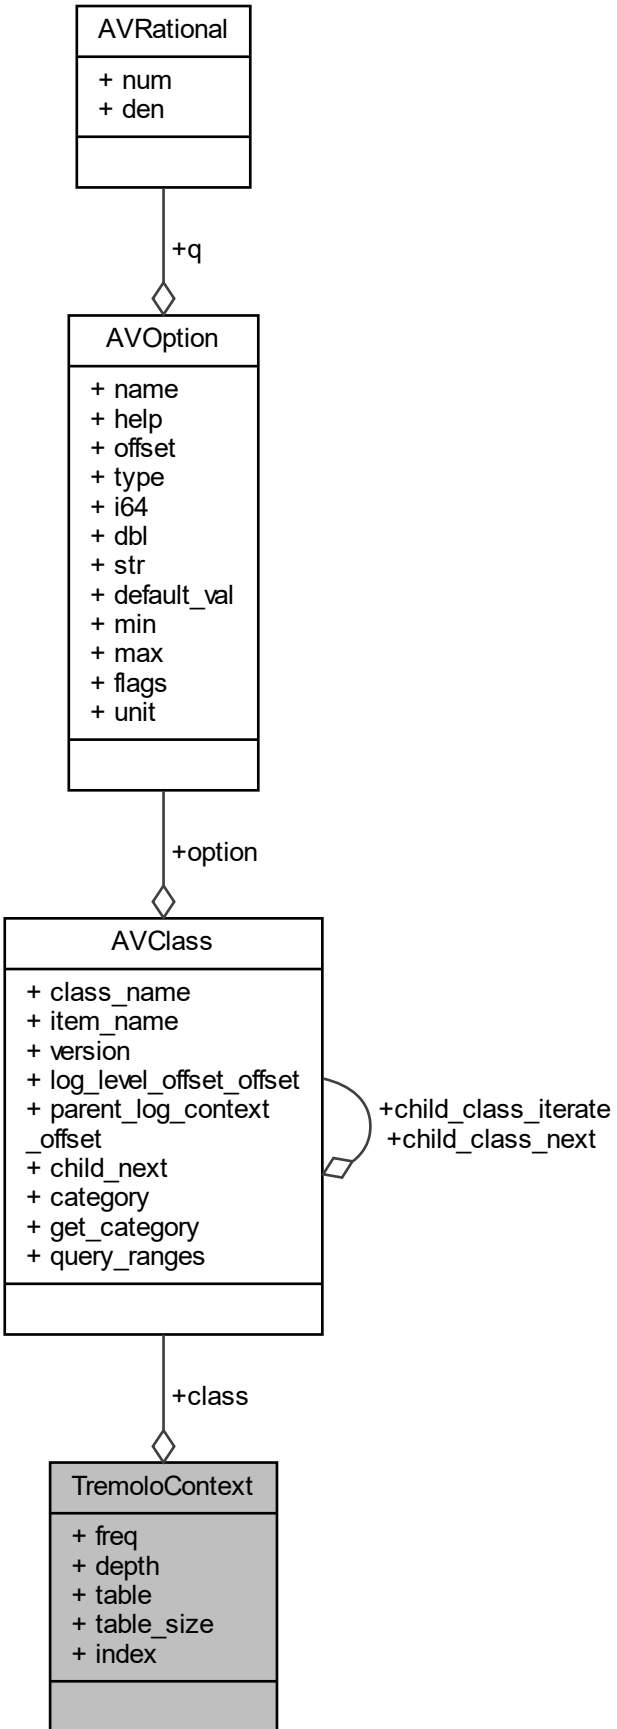 AVRational
+ num
+ den
+q
AVOption
+ name
+ help
+ offset
+ type
+ i64
+ dbl
+ str
+ default_val
+ min
+ max
+ flags
+ unit
+option
AVClass
+ class_name
+ item_name
+ version
+ log_level_offset_offset
+ parent_log_context
_offset
+ child_next
+ category
+ get_category
+ query_ranges
+child_class_iterate
+child_class_next
+class
TremoloContext
+ freq
+ depth
+ table
+ table_size
+ index